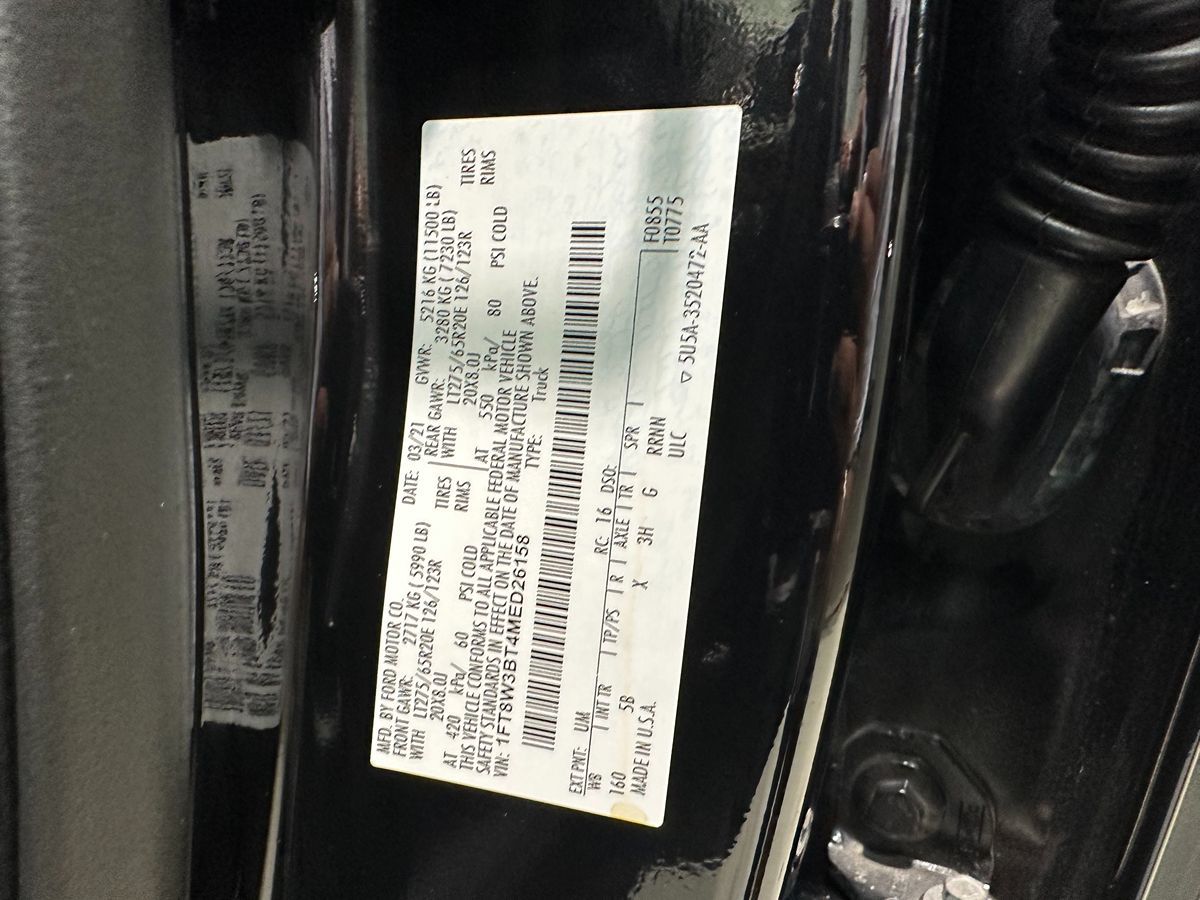 MFD. BY FORD MOTOR CO. DATE: 03/21 GVWR: 5216 KG (11500 LB)
FRONT GAWR: 2717 KG ( 5990 LB) REAR GAWR: 3280 KG ( 7230 LB)
WITH LT275/65R20E 126/123R TIRES WITH LT275/65R20E 126/123R TIRES
20X8.0J RIMS 20X8.0J RIMS
AT 420 kPa/ 60 PSI COLD AT 550 kPa/ 80 PSI COLD
THIS VEHICLE CONFORMS TO ALL APPLICABLE FEDERAL MOTOR VEHICLE
SAFETY STANDARDS IN EFFECT ON THE DATE OF MANUFACTURE SHOWN ABOVE.
VIN: 1FT8W3BT4MED26158 TYPE: Truck
EXT PNT: UM RC: 16 DSO:
WB INT TR TP/PS R AXLE TR SPR F0855
160 5B X 3H G RRNN T0775
MADE IN U.S.A. ULC ▽ 5U5A-3520472-AA